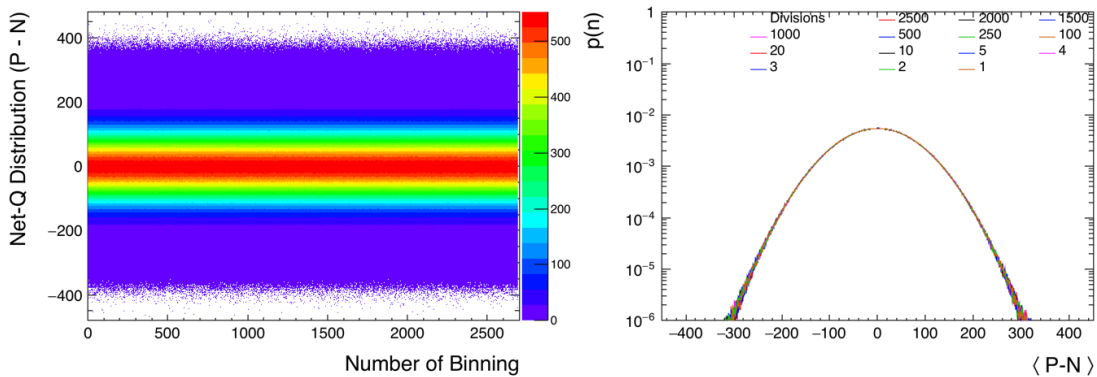 Net-Q Distribution (P - N)
400
200
0
−200
−400
0 500 1000 1500 2000 2500
Number of Binning
500
400
300
200
100
0
p(n)
1
10⁻¹
10⁻²
10⁻³
10⁻⁴
10⁻⁵
10⁻⁶
Divisions 2500 2000 1500
1000 500 250 100
20 10 5 4
3 2 1
−400 −300 −200 −100 0 100 200 300 400
⟨ P-N ⟩